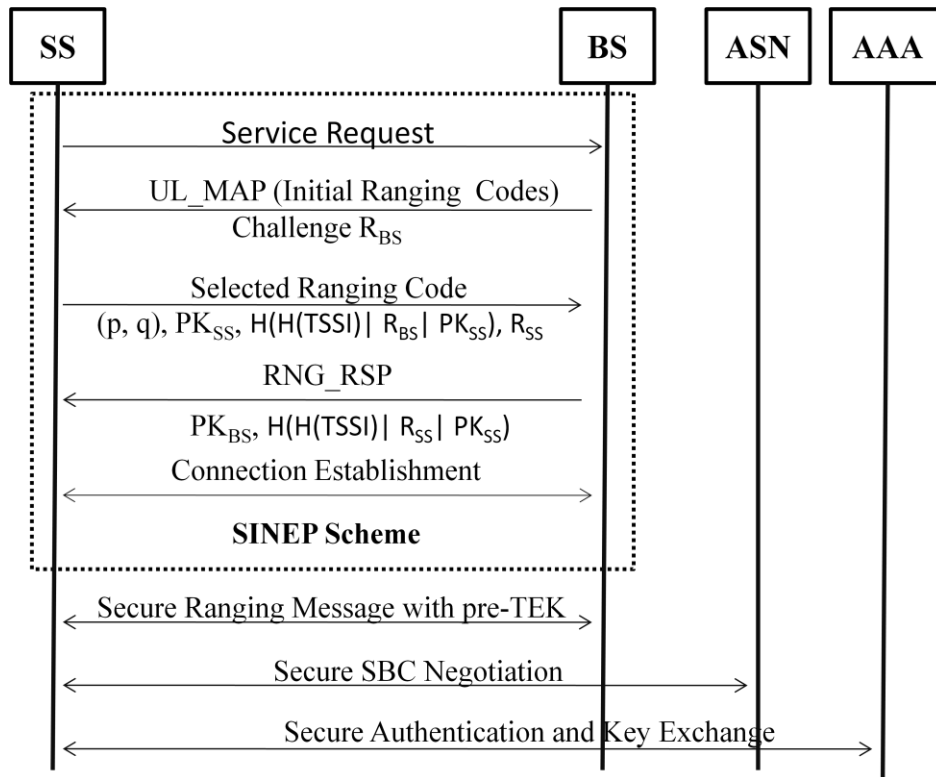 SS BS ASN AAA
Service Request
UL_MAP (Initial Ranging Codes)
Challenge R_BS
Selected Ranging Code
(p, q), PK_SS, H(H(TSSI)| R_BS| PK_SS), R_SS
RNG_RSP
PK_BS, H(H(TSSI)| R_SS| PK_SS)
Connection Establishment
SINEP Scheme
Secure Ranging Message with pre-TEK
Secure SBC Negotiation
Secure Authentication and Key Exchange